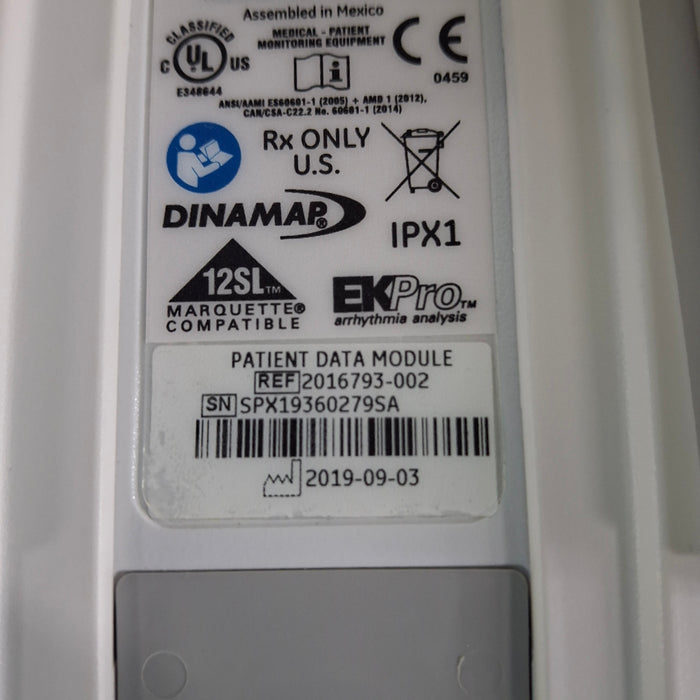 Assembled in Mexico
CLASSIFIED
C UL US
E348644
MEDICAL - PATIENT
MONITORING EQUIPMENT
CE
0459
i
ANSI/AAMI ES60601-1 (2005) + AMD 1 (2012),
CAN/CSA-C22.2 No. 60601-1 (2014)
Rx ONLY
U.S.
DINAMAP®
IPX1
12SL™
MARQUETTE®
COMPATIBLE
EKPro™
arrhythmia analysis
PATIENT DATA MODULE
REF 2016793-002
SN SPX19360279SA
2019-09-03